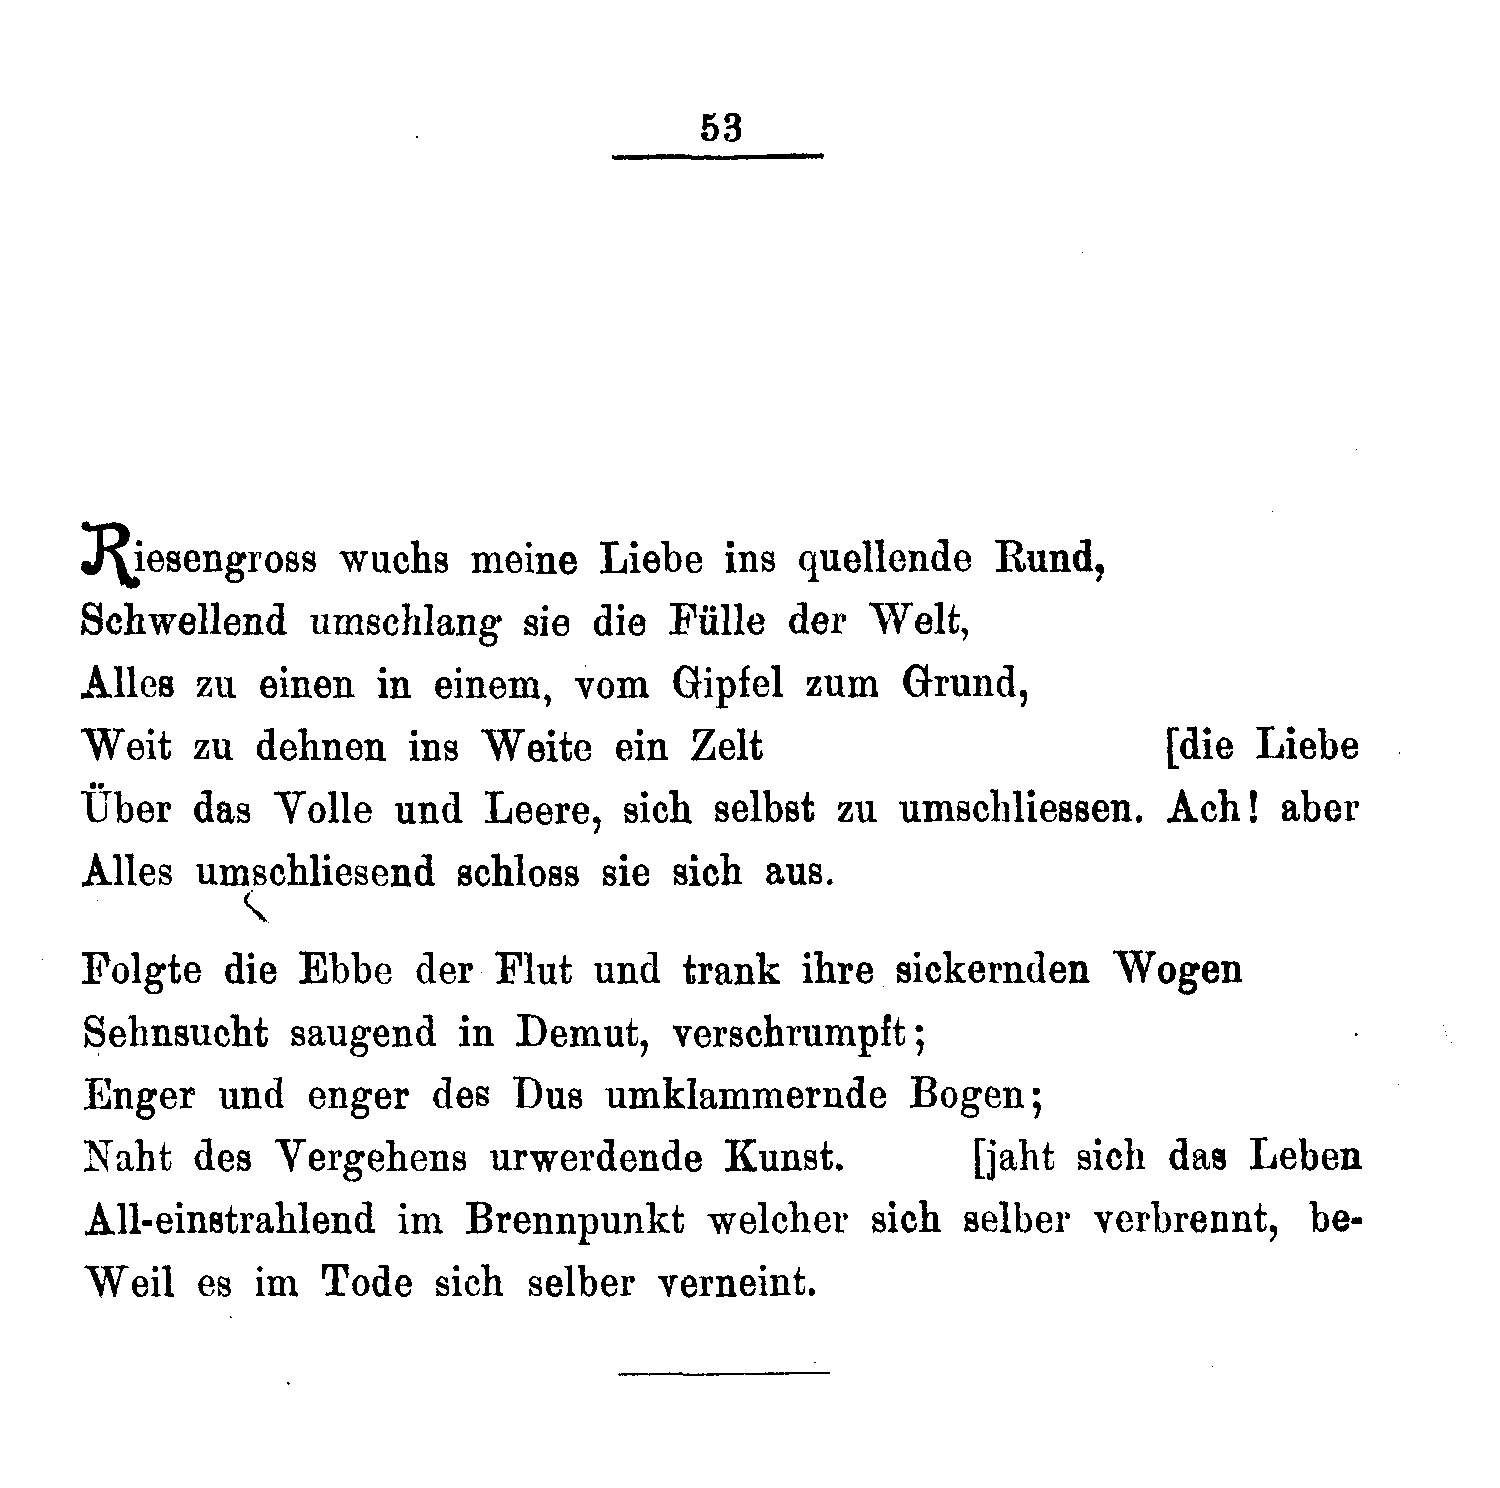 53
Riesengross wuchs meine Liebe ins quellende Rund,
Schwellend umschlang sie die Fülle der Welt,
Alles zu einen in einem, vom Gipfel zum Grund,
Weit zu dehnen ins Weite ein Zelt [die Liebe
Über das Volle und Leere, sich selbst zu umschliessen. Ach! aber
Alles umschliesend schloss sie sich aus.
Folgte die Ebbe der Flut und trank ihre sickernden Wogen
Sehnsucht saugend in Demut, verschrumpft;
Enger und enger des Dus umklammernde Bogen;
Naht des Vergehens urwerdende Kunst. [jaht sich das Leben
All-einstrahlend im Brennpunkt welcher sich selber verbrennt, be-
Weil es im Tode sich selber verneint.